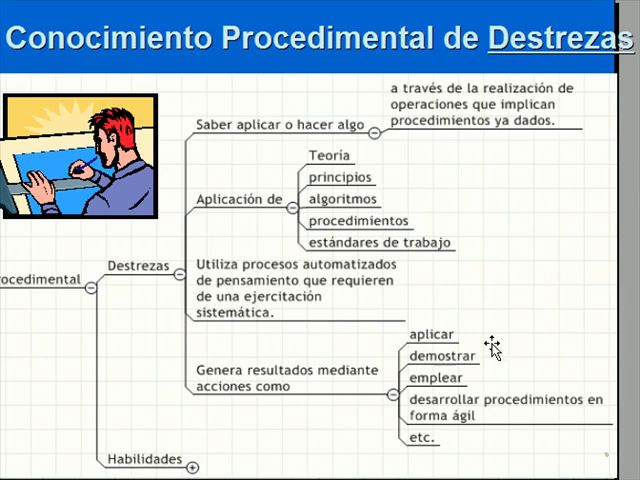 Conocimiento Procedimental de Destrezas
a través de la realización de
operaciones que implican
procedimientos ya dados.
Saber aplicar o hacer algo
Teoría
principios
Aplicación de
algoritmos
procedimientos
estándares de trabajo
Destrezas
rocedimental
Utiliza procesos automatizados
de pensamiento que requieren
de una ejercitación
sistemática.
aplicar
demostrar
Genera resultados mediante
acciones como
emplear
desarrollar procedimientos en
forma ágil
etc.
Habilidades